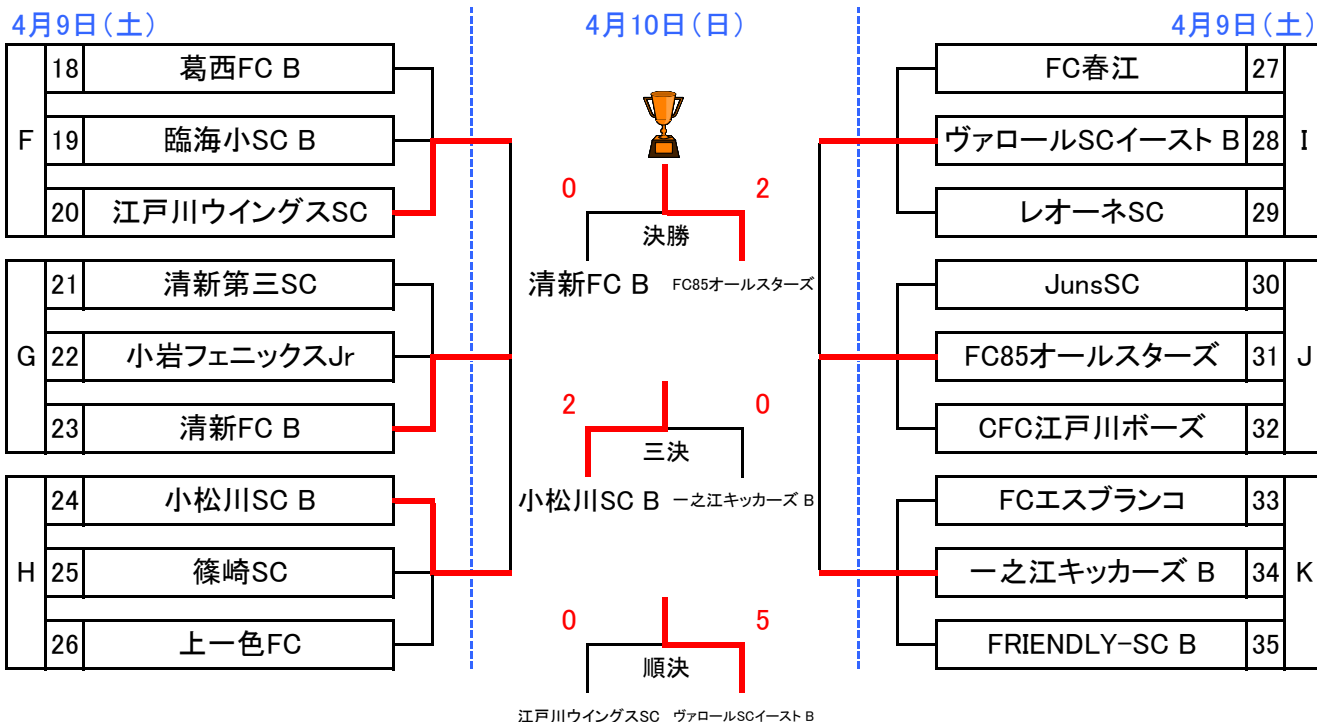 4月9日(土)
4月10日(日)
4月9日(土)
F
18 葛西FC B
19 臨海小SC B
20 江戸川ウイングスSC
G
21 清新第三SC
22 小岩フェニックスJr
23 清新FC B
H
24 小松川SC B
25 篠崎SC
26 上一色FC
0 2
決勝
清新FC B FC85オールスターズ
2 0
三決
小松川SC B 一之江キッカーズ B
0 5
順決
江戸川ウイングスSC ヴァロールSCイースト B
FC春江 27
ヴァロールSCイースト B 28
レオーネSC 29
I
JunsSC 30
FC85オールスターズ 31
CFC江戸川ボーズ 32
J
FCエスブランコ 33
一之江キッカーズ B 34
FRIENDLY-SC B 35
K